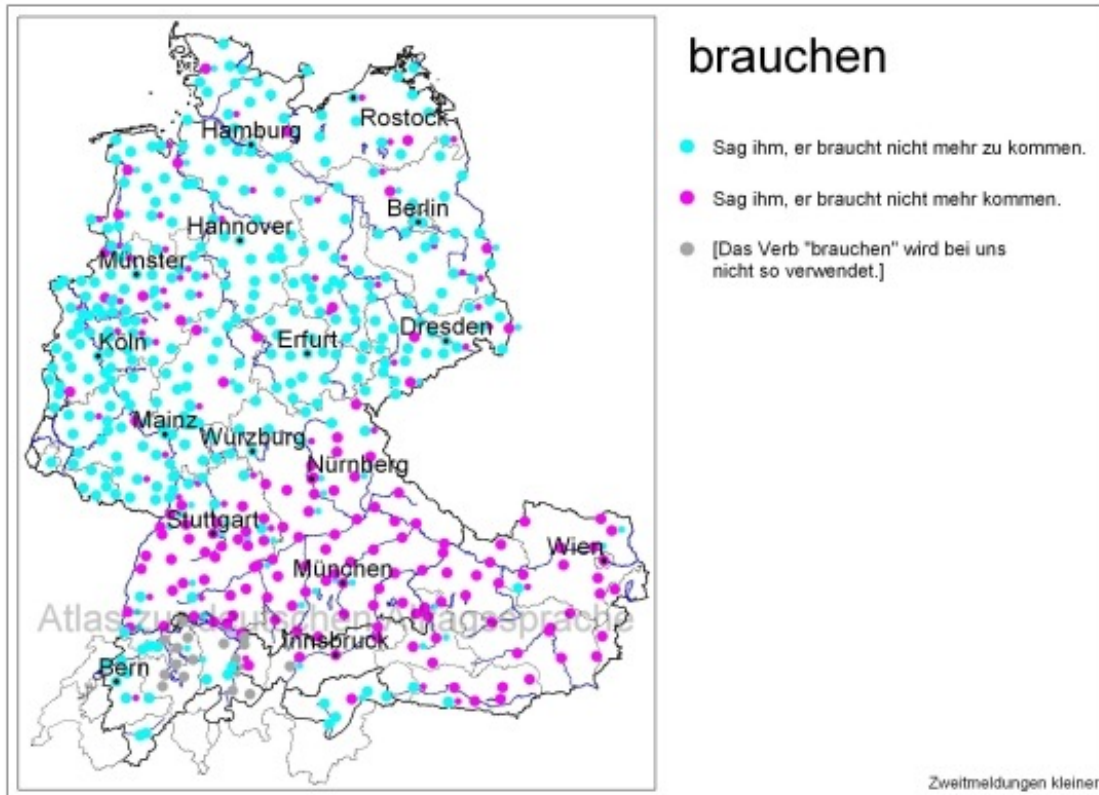 brauchen
Sag ihm, er braucht nicht mehr zu kommen.
Sag ihm, er braucht nicht mehr kommen.
[Das Verb "brauchen" wird bei uns
nicht so verwendet.]
Rostock
Hamburg
Berlin
Hannover
Münster
Dresden
Köln
Erfurt
Mainz
Würzburg
Nürnberg
Stuttgart
Wien
München
Atlas zur deutschen Alltagssprache
Innsbruck
Bern
Zweitmeldungen kleiner